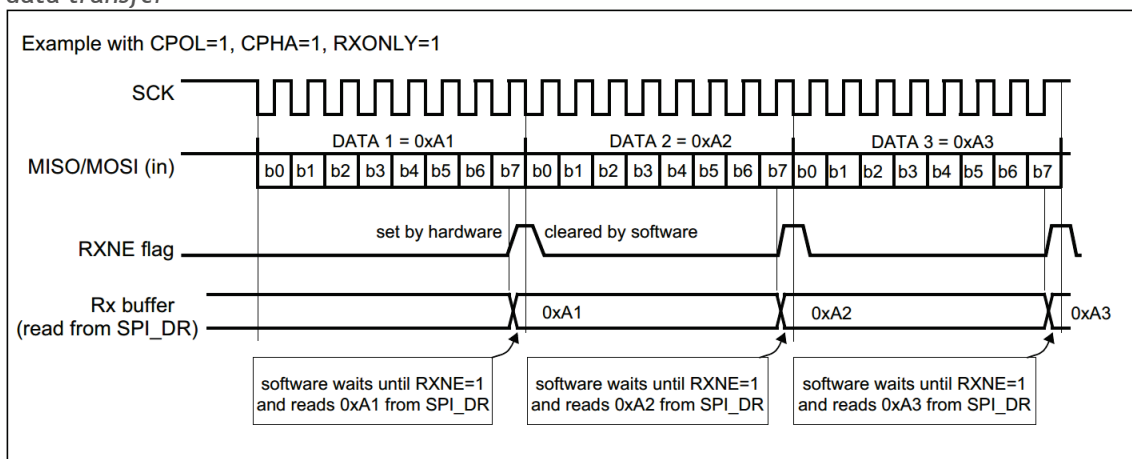 data transfer
Example with CPOL=1, CPHA=1, RXONLY=1
SCK
DATA 1 = 0xA1 DATA 2 = 0xA2 DATA 3 = 0xA3
MISO/MOSI (in) b0 b1 b2 b3 b4 b5 b6 b7 b0 b1 b2 b3 b4 b5 b6 b7 b0 b1 b2 b3 b4 b5 b6 b7
set by hardware cleared by software
RXNE flag
Rx buffer 0xA1 0xA2 0xA3
(read from SPI_DR)
software waits until RXNE=1 software waits until RXNE=1 software waits until RXNE=1
and reads 0xA1 from SPI_DR and reads 0xA2 from SPI_DR and reads 0xA3 from SPI_DR